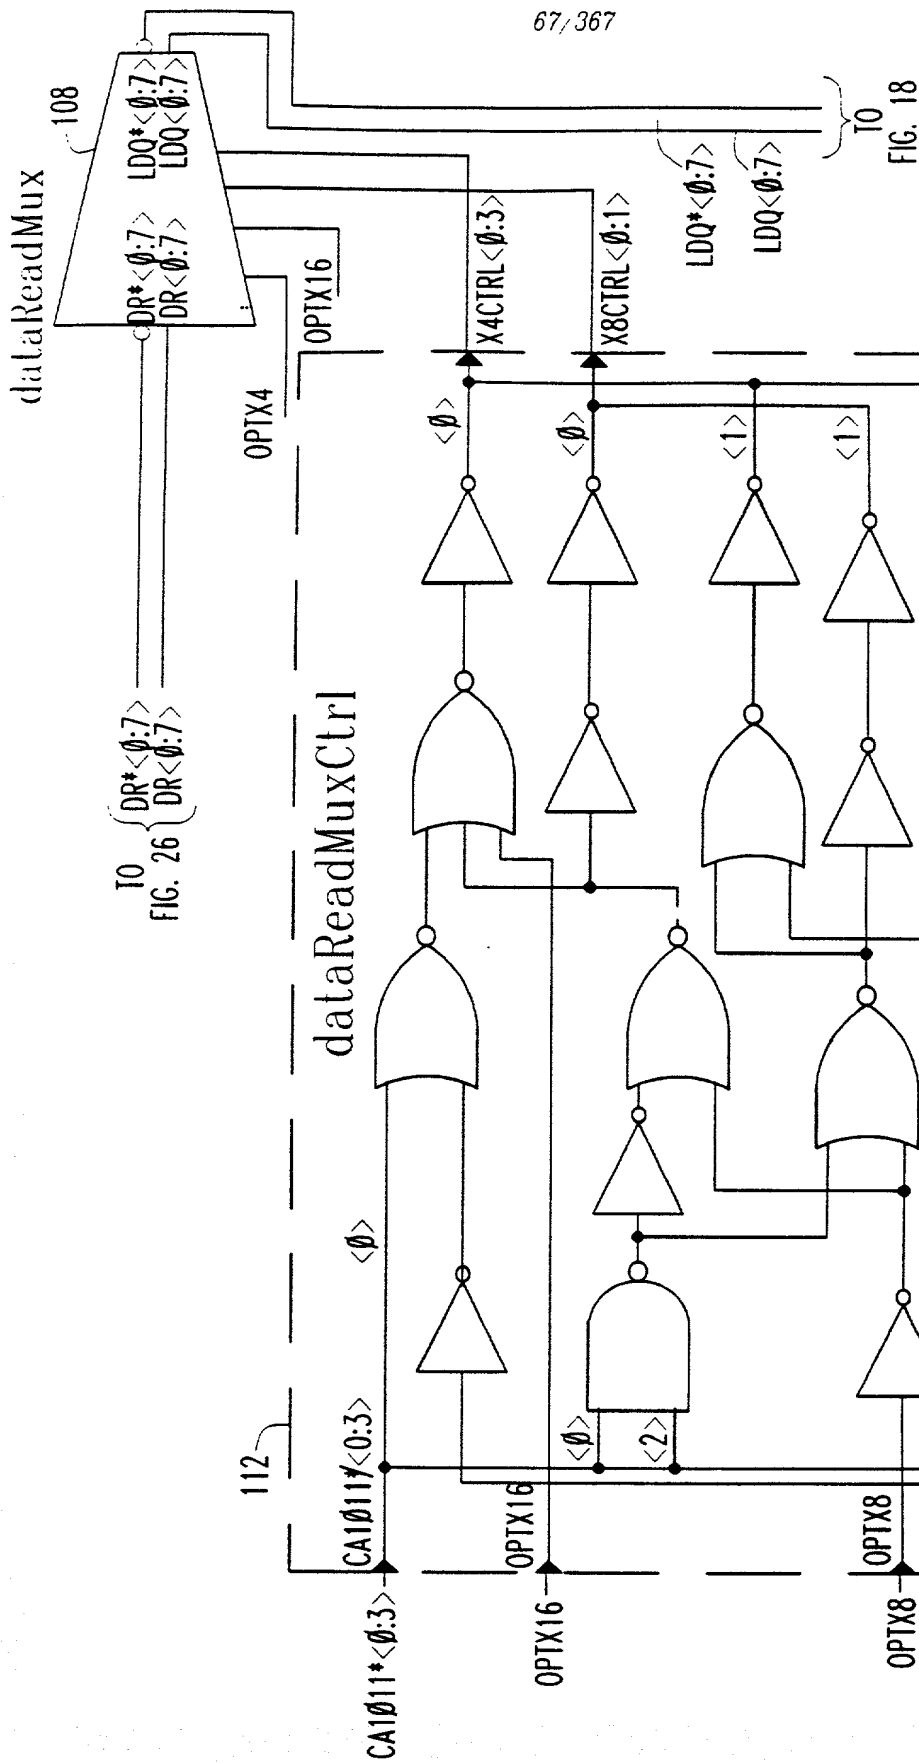 67/367
dataReadMux
108
DR*<Ø:7>
DR<Ø:7>
LDQ*<Ø:7>
LDQ<Ø:7>
TO
FIG. 26
DR*<Ø:7>
DR<Ø:7>
OPTX4
OPTX16
LDQ*<Ø:7>
LDQ<Ø:7>
TO
FIG. 18
112
dataReadMuxCtrl
CA1Ø11*<Ø:3>
CA1Ø11*<0:3>
<Ø>
<Ø>
X4CTRL<Ø:3>
OPTX16
OPTX16
<Ø>
X8CTRL<Ø:1>
<Ø>
<2>
<1>
<1>
OPTX8
OPTX8